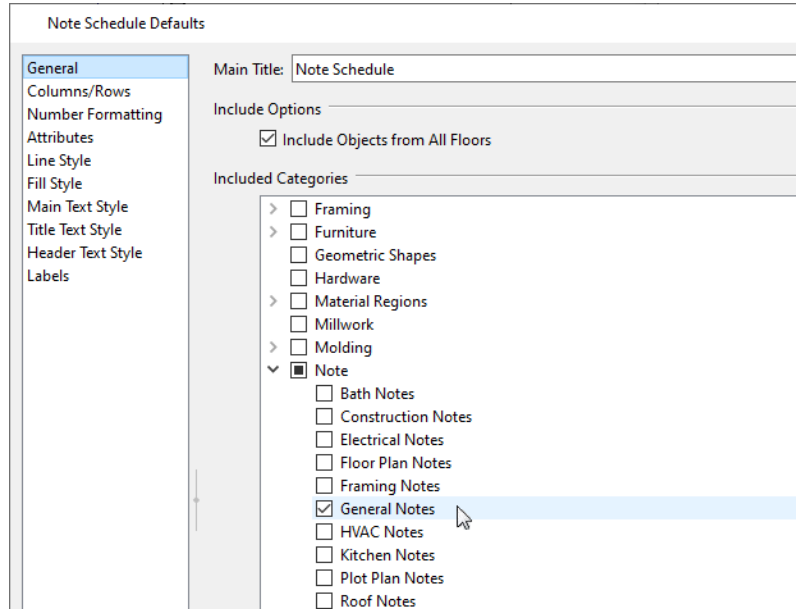 Note Schedule Defaults
General
Columns/Rows
Number Formatting
Attributes
Line Style
Fill Style
Main Text Style
Title Text Style
Header Text Style
Labels
Main Title: Note Schedule
Include Options
Include Objects from All Floors
Included Categories
Framing
Furniture
Geometric Shapes
Hardware
Material Regions
Millwork
Molding
Note
Bath Notes
Construction Notes
Electrical Notes
Floor Plan Notes
Framing Notes
General Notes
HVAC Notes
Kitchen Notes
Plot Plan Notes
Roof Notes